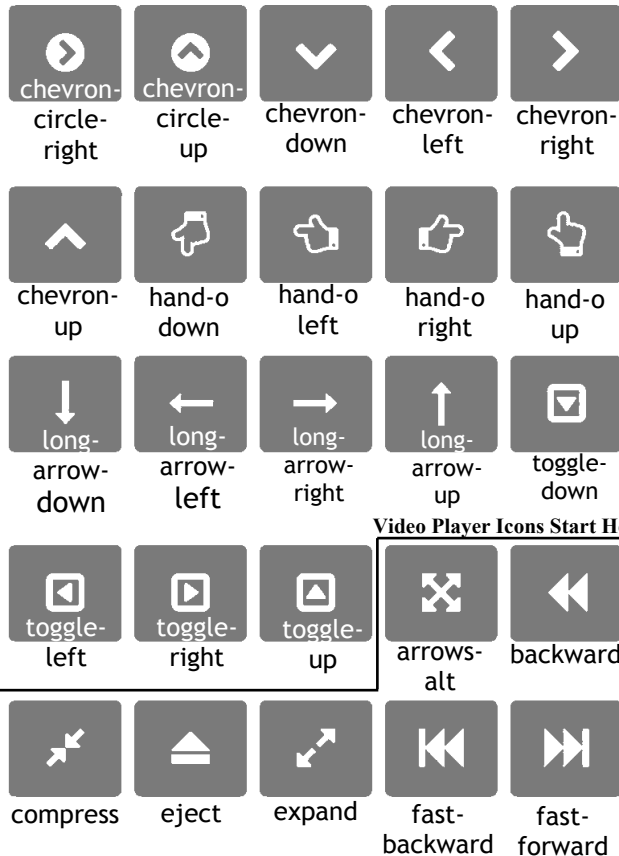 chevron-
circle-
right
chevron-
circle-
up
chevron-
down
chevron-
left
chevron-
right
chevron-
up
hand-o
down
hand-o
left
hand-o
right
hand-o
up
long-
arrow-
down
long-
arrow-
left
long-
arrow-
right
long-
arrow-
up
toggle-
down
Video Player Icons Start
toggle-
left
toggle-
right
toggle-
up
arrows-
alt
backward
compress
eject
expand
fast-
backward
fast-
forward